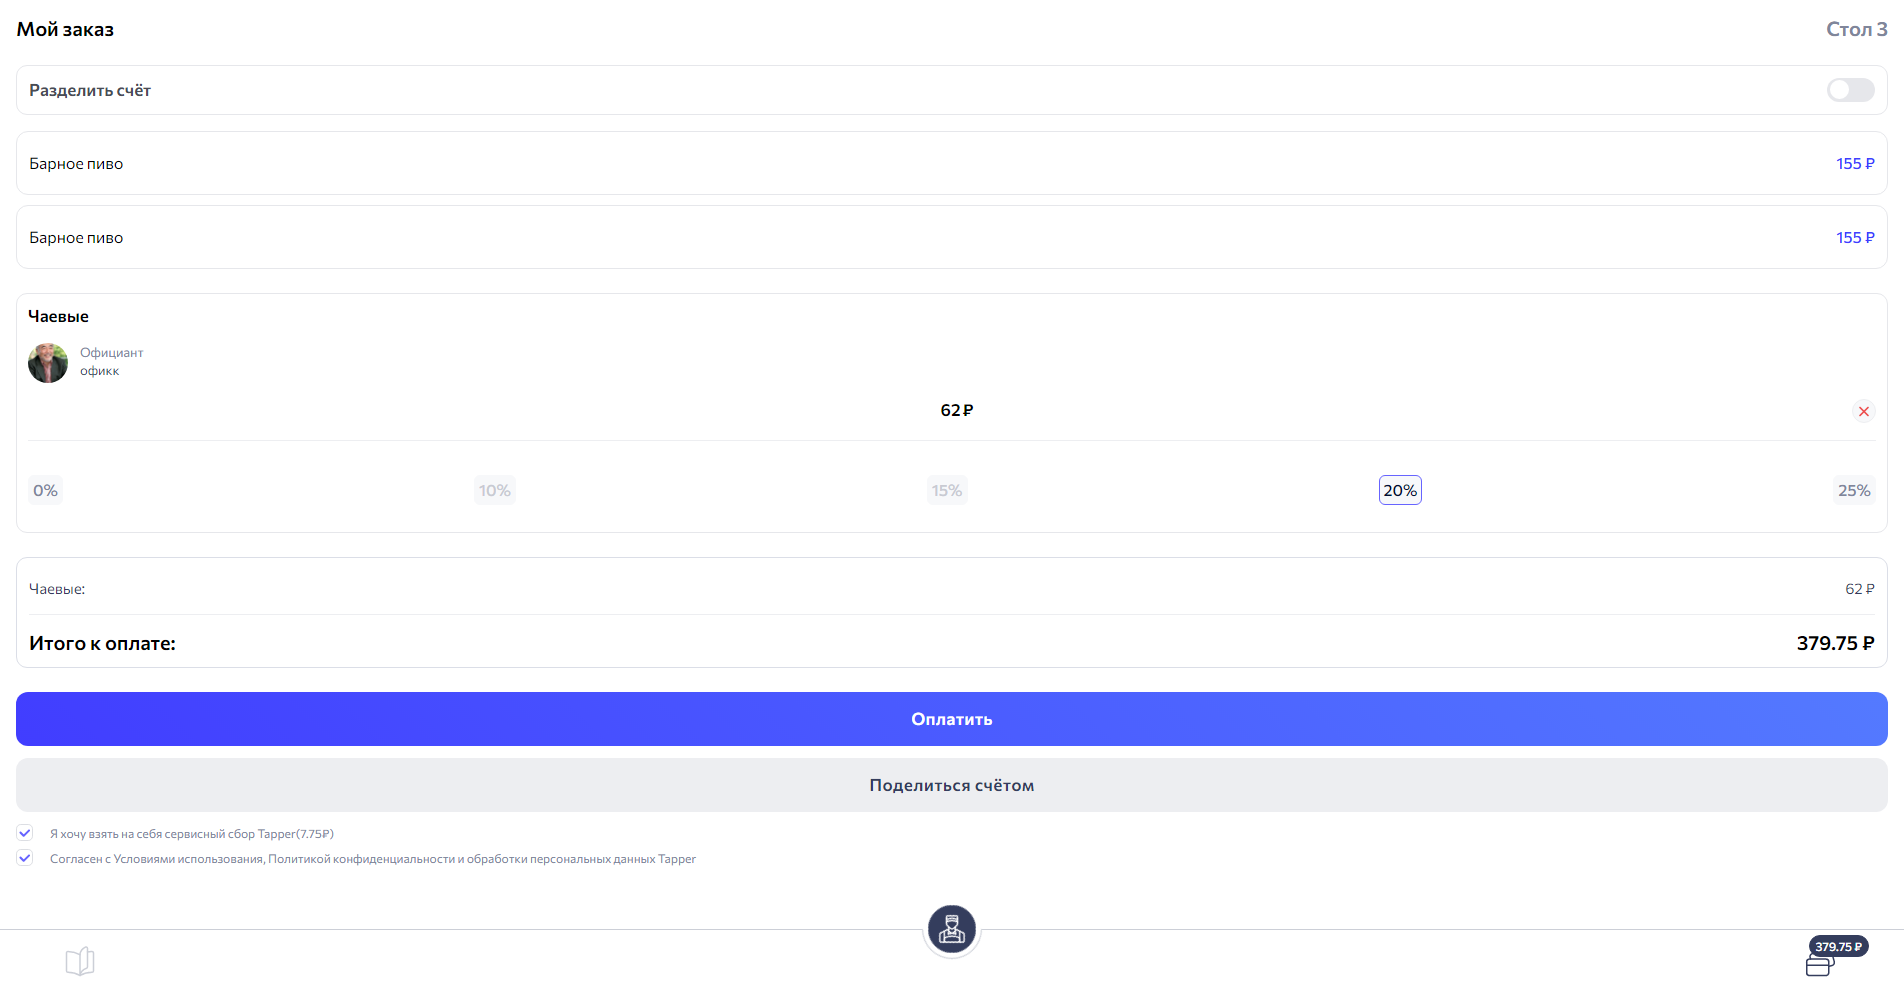 Мой заказ
Стол 3
Разделить счёт
Барное пиво
155 ₽
Барное пиво
155 ₽
Чаевые
Официант
офикк
62 ₽
0%
10%
15%
20%
25%
Чаевые:
62 ₽
Итого к оплате:
379.75 ₽
Оплатить
Поделиться счётом
Я хочу взять на себя сервисный сбор Tapper(7.75₽)
Согласен с Условиями использования, Политикой конфиденциальности и обработки персональных данных Tapper
379.75 ₽